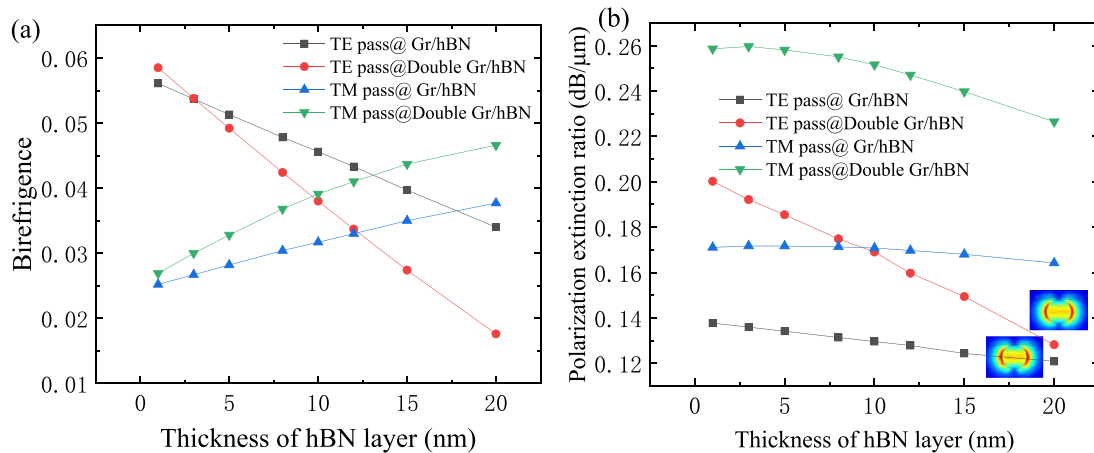 (a)
TE pass@ Gr/hBN
TE pass@Double Gr/hBN
TM pass@ Gr/hBN
TM pass@Double Gr/hBN
0.06
0.05
0.04
0.03
0.02
0.01
Birefrigence
0 5 10 15 20
Thickness of hBN layer (nm)
(b)
0.26
0.24
0.22
0.20
0.18
0.16
0.14
0.12
Polarization extinction ratio (dB/μm)
TE pass@ Gr/hBN
TE pass@Double Gr/hBN
TM pass@ Gr/hBN
TM pass@Double Gr/hBN
0 5 10 15 20
Thickness of hBN layer (nm)